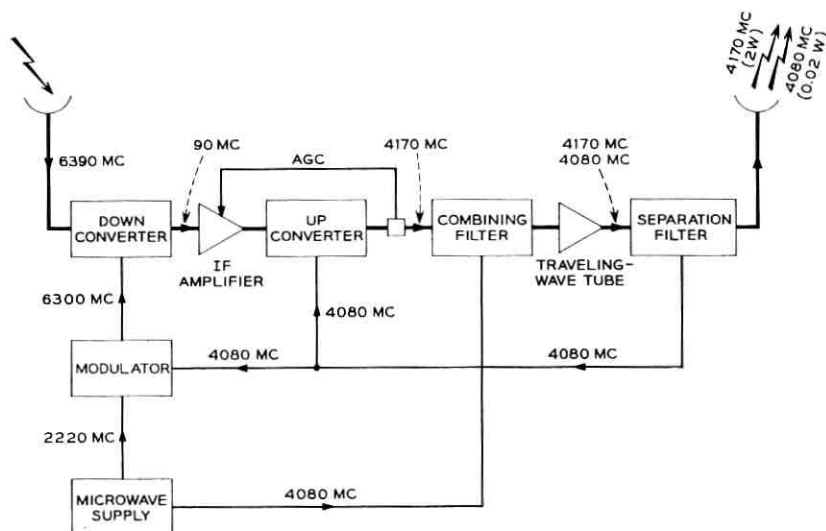 4170 MC
(2W)
4080 MC
(0.02 W)
6390 MC
90 MC
AGC
4170 MC
4170 MC
4080 MC
DOWN
CONVERTER
IF
AMPLIFIER
UP
CONVERTER
COMBINING
FILTER
TRAVELING-
WAVE TUBE
SEPARATION
FILTER
6300 MC
4080 MC
MODULATOR
4080 MC
4080 MC
2220 MC
MICROWAVE
SUPPLY
4080 MC